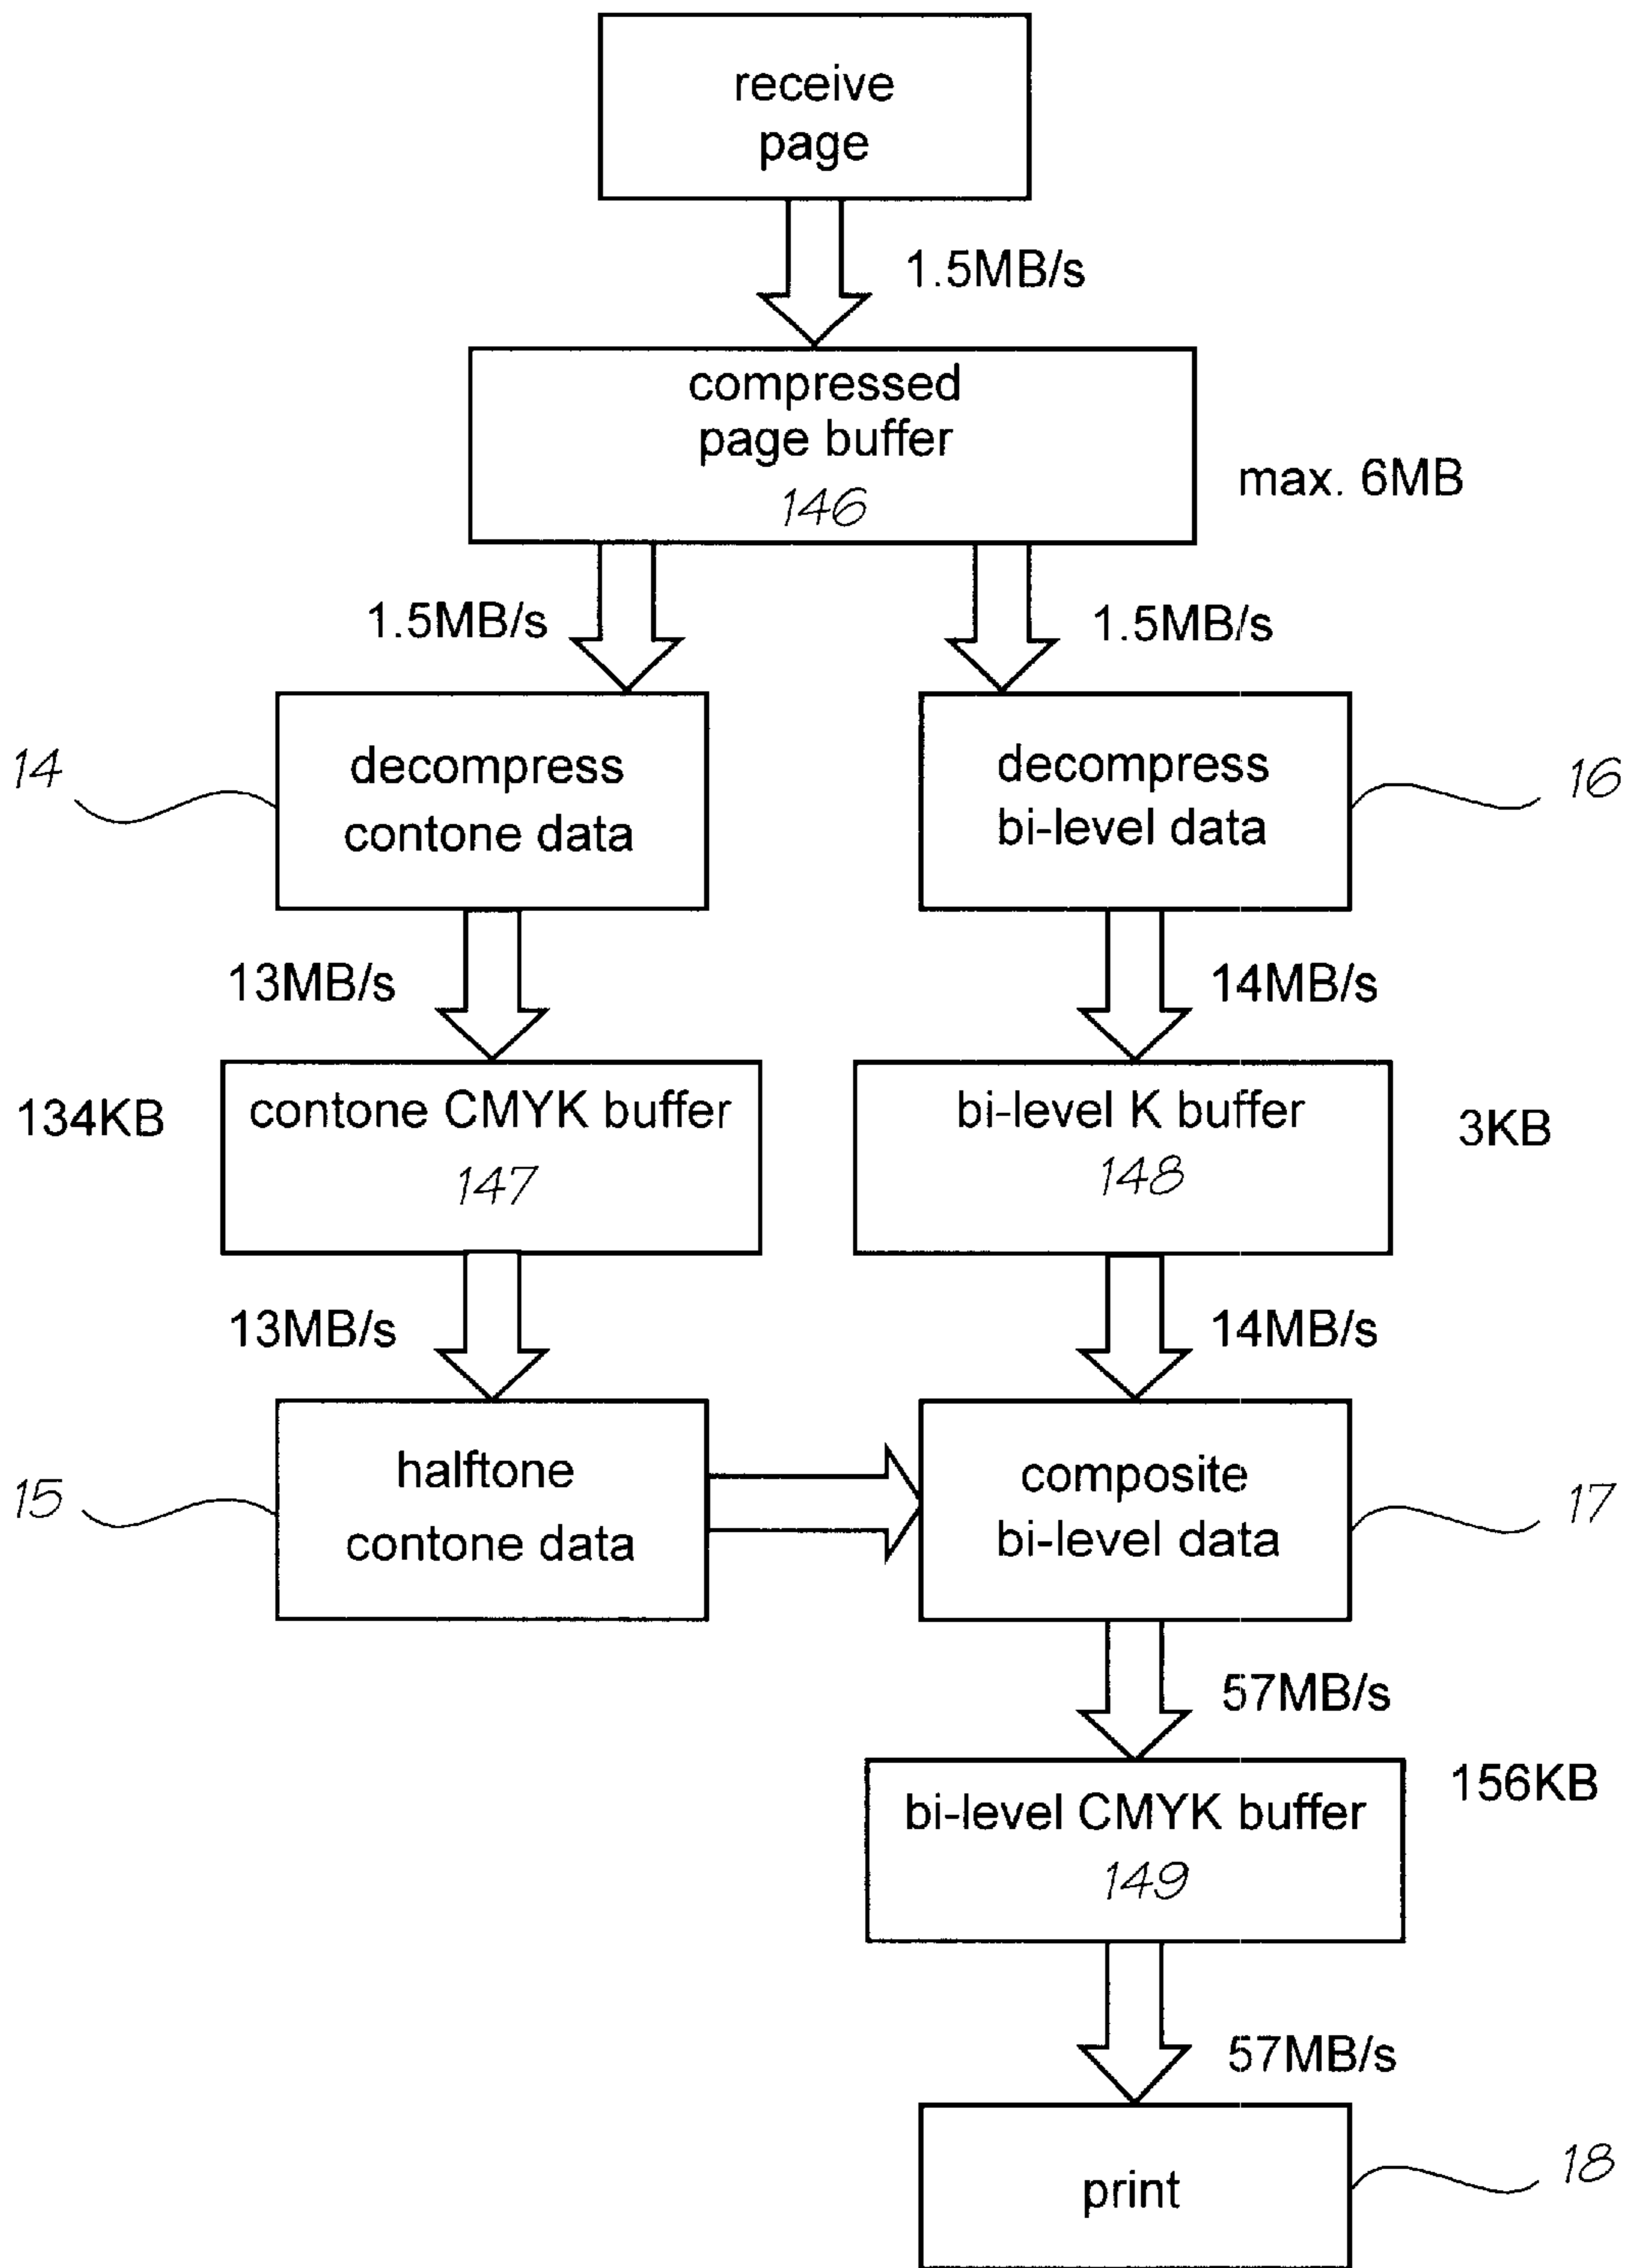 receive
page
1.5MB/s
compressed
page buffer
146
max. 6MB
1.5MB/s
1.5MB/s
14
decompress
contone data
decompress
bi-level data
16
13MB/s
14MB/s
134KB
contone CMYK buffer
147
bi-level K buffer
148
3KB
13MB/s
14MB/s
15
halftone
contone data
composite
bi-level data
17
57MB/s
bi-level CMYK buffer
149
156KB
57MB/s
print
18